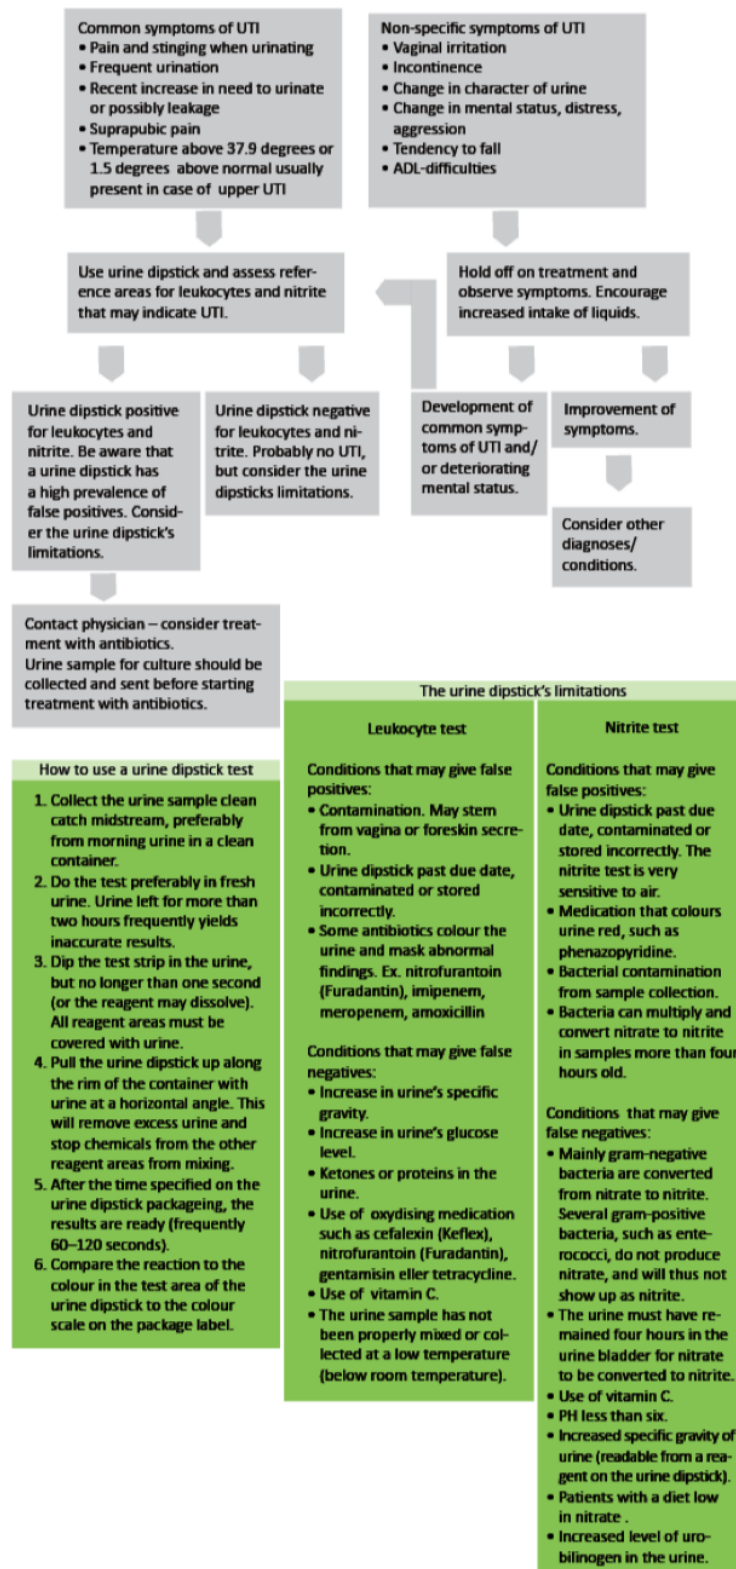 Common symptoms of UTI
• Pain and stinging when urinating
• Frequent urination
• Recent increase in need to urinate
or possibly leakage
• Suprapubic pain
• Temperature above 37.9 degrees or
1.5 degrees above normal usually
present in case of upper UTI
Non-specific symptoms of UTI
• Vaginal irritation
• Incontinence
• Change in character of urine
• Change in mental status, distress,
aggression
• Tendency to fall
• ADL-difficulties
Use urine dipstick and assess refer-
ence areas for leukocytes and nitrite
that may indicate UTI.
Hold off on treatment and
observe symptoms. Encourage
increased intake of liquids.
Urine dipstick positive
for leukocytes and
nitrite. Be aware that
a urine dipstick has
a high prevalence of
false positives. Consid-
er the urine dipstick's
limitations.
Urine dipstick negative
for leukocytes and ni-
trite. Probably no UTI,
but consider the urine
dipsticks limitations.
Development of
common symp-
toms of UTI and/
or deteriorating
mental status.
Improvement of
symptoms.
Consider other
diagnoses/
conditions.
Contact physician – consider treat-
ment with antibiotics.
Urine sample for culture should be
collected and sent before starting
treatment with antibiotics.
How to use a urine dipstick test
1. Collect the urine sample clean
catch midstream, preferably
from morning urine in a clean
container.
2. Do the test preferably in fresh
urine. Urine left for more than
two hours frequently yields
inaccurate results.
3. Dip the test strip in the urine,
but no longer than one second
(or the reagent may dissolve).
All reagent areas must be
covered with urine.
4. Pull the urine dipstick up along
the rim of the container with
urine at a horizontal angle. This
will remove excess urine and
stop chemicals from the other
reagent areas from mixing.
5. After the time specified on the
urine dipstick packageing, the
results are ready (frequently
60–120 seconds).
6. Compare the reaction to the
colour in the test area of the
urine dipstick to the colour
scale on the package label.
The urine dipstick's limitations
Leukocyte test
Conditions that may give false
positives:
• Contamination. May stem
from vagina or foreskin secre-
tion.
• Urine dipstick past due date,
contaminated or stored
incorrectly.
• Some antibiotics colour the
urine and mask abnormal
findings. Ex. nitrofurantoin
(Furadantin), imipenem,
meropenem, amoxicillin
Conditions that may give false
negatives:
• Increase in urine's specific
gravity.
• Increase in urine's glucose
level.
• Ketones or proteins in the
urine.
• Use of oxydising medication
such as cefalexin (Keflex),
nitrofurantoin (Furadantin),
gentamisin eller tetracycline.
• Use of vitamin C.
• The urine sample has not
been properly mixed or col-
lected at a low temperature
(below room temperature).
Nitrite test
Conditions that may give
false positives:
• Urine dipstick past due
date, contaminated or
stored incorrectly. The
nitrite test is very
sensitive to air.
• Medication that colours
urine red, such as
phenazopyridine.
• Bacterial contamination
from sample collection.
• Bacteria can multiply and
convert nitrate to nitrite
in samples more than four
hours old.
Conditions that may give
false negatives:
• Mainly gram-negative
bacteria are converted
from nitrate to nitrite.
Several gram-positive
bacteria, such as ente-
rococci, do not produce
nitrate, and will thus not
show up as nitrite.
• The urine must have re-
mained four hours in the
urine bladder for nitrate
to be converted to nitrite.
• Use of vitamin C.
• PH less than six.
• Increased specific gravity of
urine (readable from a rea-
gent on the urine dipstick).
• Patients with a diet low
in nitrate .
• Increased level of uro-
bilinogen in the urine.